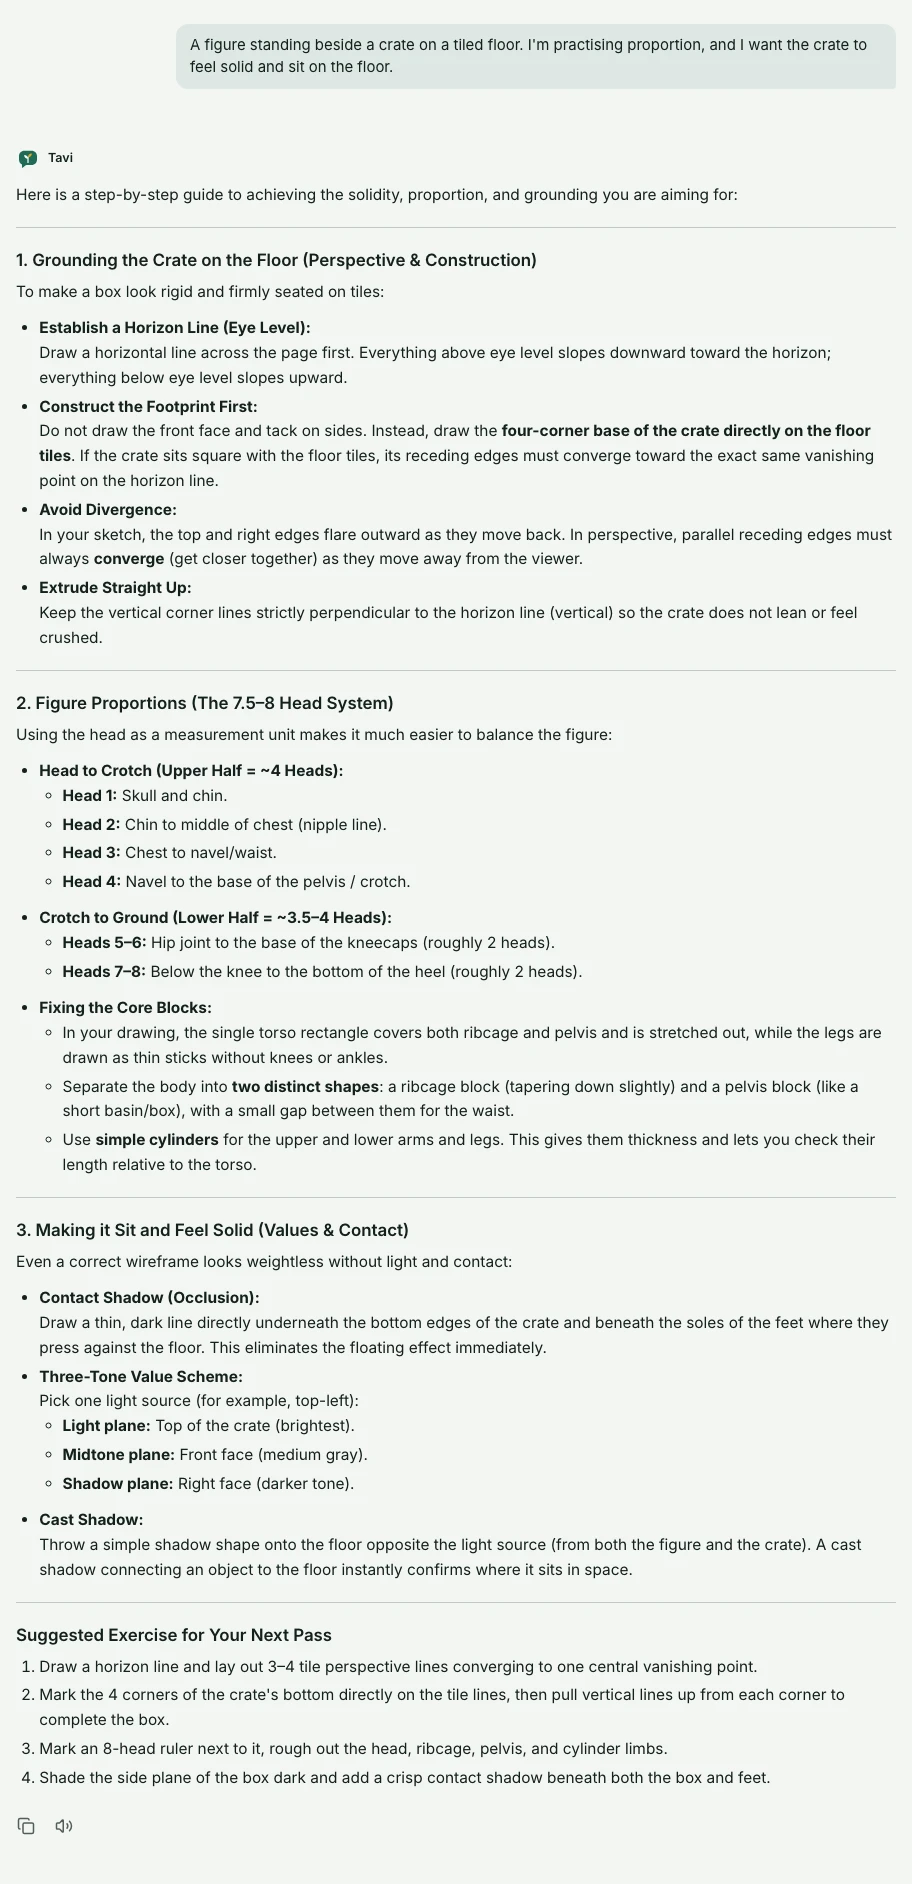 A figure standing beside a crate on a tiled floor. I'm practising proportion, and I want the crate to
feel solid and sit on the floor.
Tavi
Here is a step-by-step guide to achieving the solidity, proportion, and grounding you are aiming for:
1. Grounding the Crate on the Floor (Perspective & Construction)
To make a box look rigid and firmly seated on tiles:
• Establish a Horizon Line (Eye Level):
Draw a horizontal line across the page first. Everything above eye level slopes downward toward the horizon;
everything below eye level slopes upward.
• Construct the Footprint First:
Do not draw the front face and tack on sides. Instead, draw the four-corner base of the crate directly on the floor
tiles. If the crate sits square with the floor tiles, its receding edges must converge toward the exact same vanishing
point on the horizon line.
• Avoid Divergence:
In your sketch, the top and right edges flare outward as they move back. In perspective, parallel receding edges must
always converge (get closer together) as they move away from the viewer.
• Extrude Straight Up:
Keep the vertical corner lines strictly perpendicular to the horizon line (vertical) so the crate does not lean or feel
crushed.
2. Figure Proportions (The 7.5–8 Head System)
Using the head as a measurement unit makes it much easier to balance the figure:
• Head to Crotch (Upper Half = ~4 Heads):
◦ Head 1: Skull and chin.
◦ Head 2: Chin to middle of chest (nipple line).
◦ Head 3: Chest to navel/waist.
◦ Head 4: Navel to the base of the pelvis / crotch.
• Crotch to Ground (Lower Half = ~3.5–4 Heads):
◦ Heads 5–6: Hip joint to the base of the kneecaps (roughly 2 heads).
◦ Heads 7–8: Below the knee to the bottom of the heel (roughly 2 heads).
• Fixing the Core Blocks:
◦ In your drawing, the single torso rectangle covers both ribcage and pelvis and is stretched out, while the legs are
drawn as thin sticks without knees or ankles.
◦ Separate the body into two distinct shapes: a ribcage block (tapering down slightly) and a pelvis block (like a
short basin/box), with a small gap between them for the waist.
◦ Use simple cylinders for the upper and lower arms and legs. This gives them thickness and lets you check their
length relative to the torso.
3. Making it Sit and Feel Solid (Values & Contact)
Even a correct wireframe looks weightless without light and contact:
• Contact Shadow (Occlusion):
Draw a thin, dark line directly underneath the bottom edges of the crate and beneath the soles of the feet where they
press against the floor. This eliminates the floating effect immediately.
• Three-Tone Value Scheme:
Pick one light source (for example, top-left):
◦ Light plane: Top of the crate (brightest).
◦ Midtone plane: Front face (medium gray).
◦ Shadow plane: Right face (darker tone).
• Cast Shadow:
Throw a simple shadow shape onto the floor opposite the light source (from both the figure and the crate). A cast
shadow connecting an object to the floor instantly confirms where it sits in space.
Suggested Exercise for Your Next Pass
1. Draw a horizon line and lay out 3–4 tile perspective lines converging to one central vanishing point.
2. Mark the 4 corners of the crate's bottom directly on the tile lines, then pull vertical lines up from each corner to
complete the box.
3. Mark an 8-head ruler next to it, rough out the head, ribcage, pelvis, and cylinder limbs.
4. Shade the side plane of the box dark and add a crisp contact shadow beneath both the box and feet.